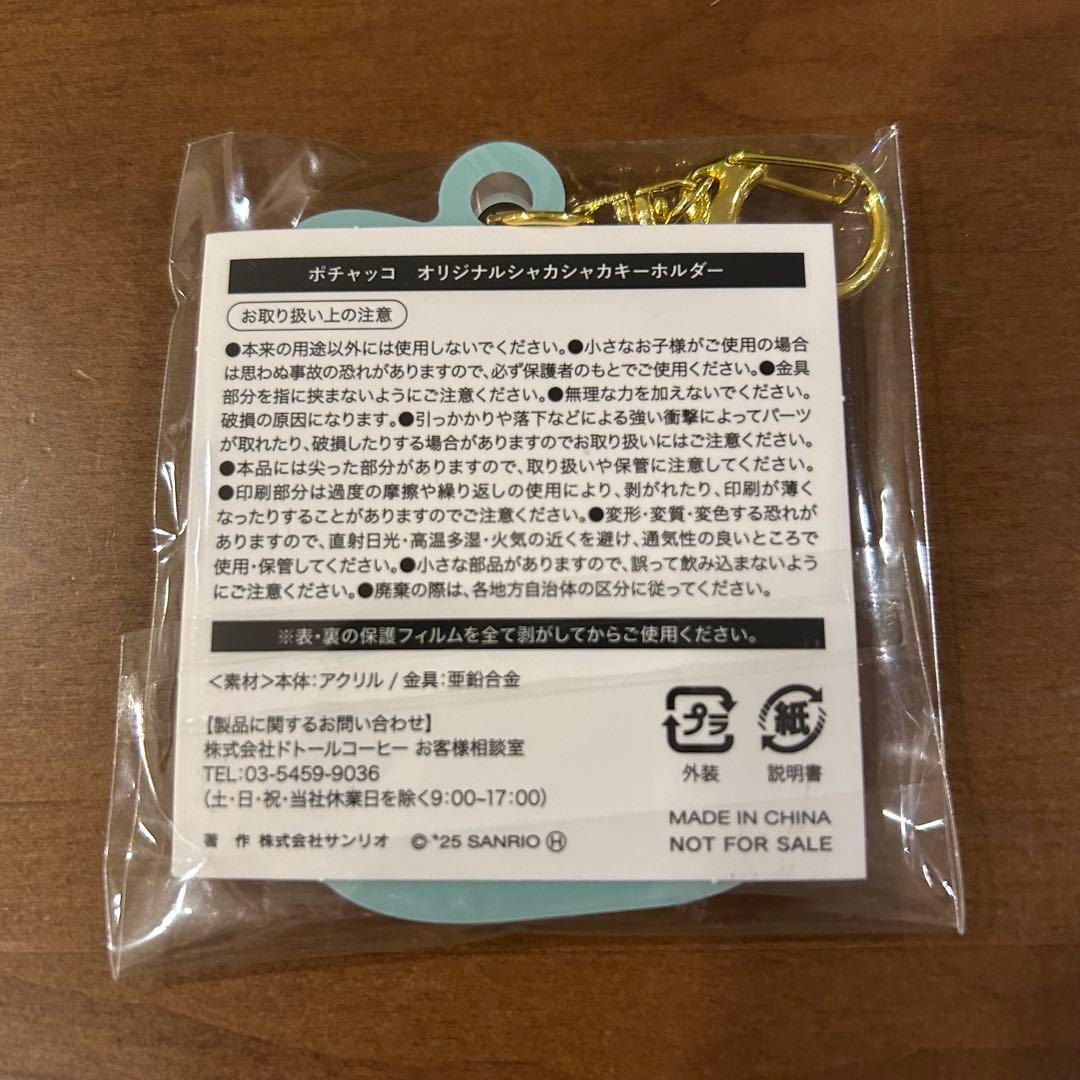 ポチャッコ　オリジナルシャカシャカキーホルダー
お取り扱い上の注意
●本来の用途以外には使用しないでください。●小さなお子様がご使用の場合
は思わぬ事故の恐れがありますので、必ず保護者のもとでご使用ください。●金具
部分を指に挟まないようにご注意ください。●無理な力を加えないでください。
破損の原因になります。●引っかかりや落下などによる強い衝撃によってパーツ
が取れたり、破損したりする場合がありますのでお取り扱いにはご注意ください。
●本品には尖った部分がありますので、取り扱いや保管に注意してください。
●印刷部分は過度の摩擦や繰り返しの使用により、剥がれたり、印刷が薄く
なったりすることがありますのでご注意ください。●変形・変質・変色する恐れが
ありますので、直射日光・高温多湿・火気の近くを避け、通気性の良いところで
使用・保管してください。●小さな部品がありますので、誤って飲み込まないよう
にご注意ください。●廃棄の際は、各地方自治体の区分に従ってください。
※表・裏の保護フィルムを全て剥がしてからご使用ください。
＜素材＞本体：アクリル / 金具：亜鉛合金
【製品に関するお問い合わせ】
株式会社ドトールコーヒー お客様相談室
TEL:03-5459-9036
（土・日・祝・当社休業日を除く9:00~17:00）
著　作 株式会社サンリオ　© '25 SANRIO Ⓗ
プラ
外装
紙
説明書
MADE IN CHINA
NOT FOR SALE